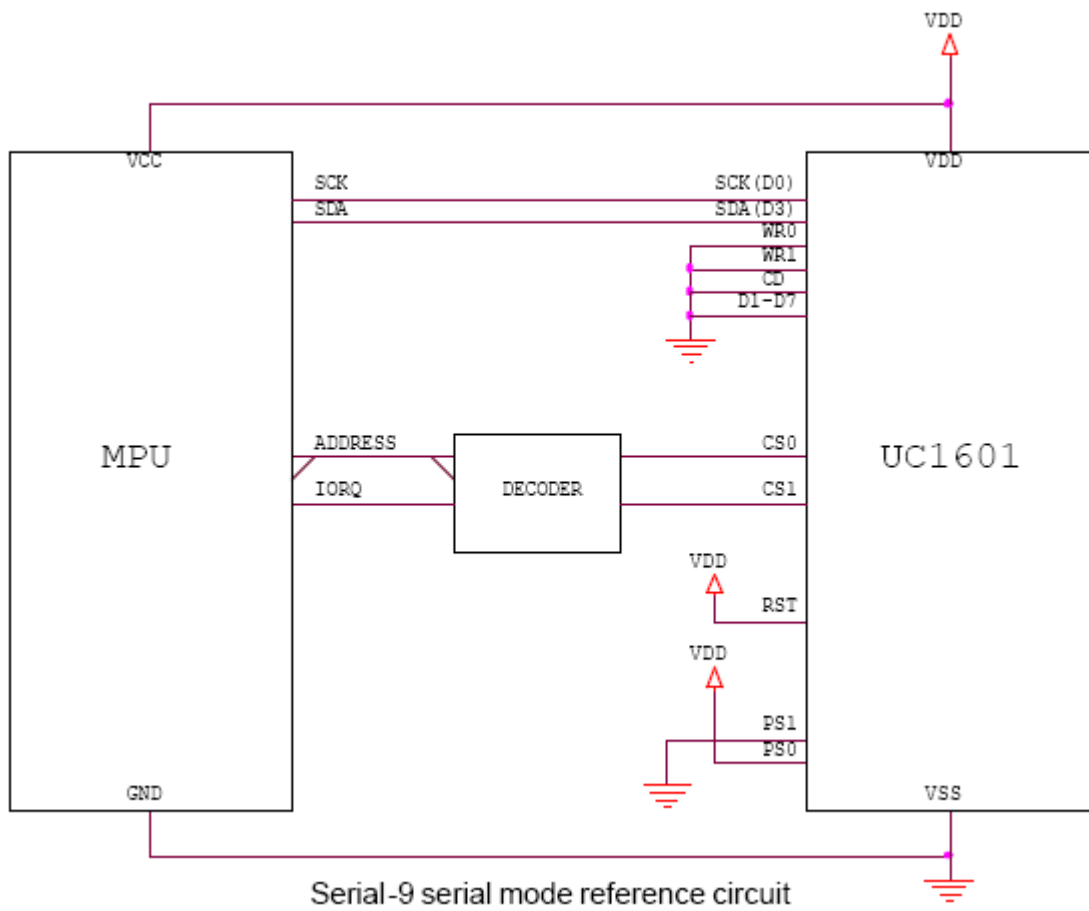 VDD
VCC
VDD
SCK
SCK(D0)
SDA
SDA(D3)
WR0
WR1
CD
D1-D7
MPU
ADDRESS
CS0
UC1601
IORQ
DECODER
CS1
VDD
RST
VDD
PS1
PS0
GND
VSS
Serial-9 serial mode reference circuit